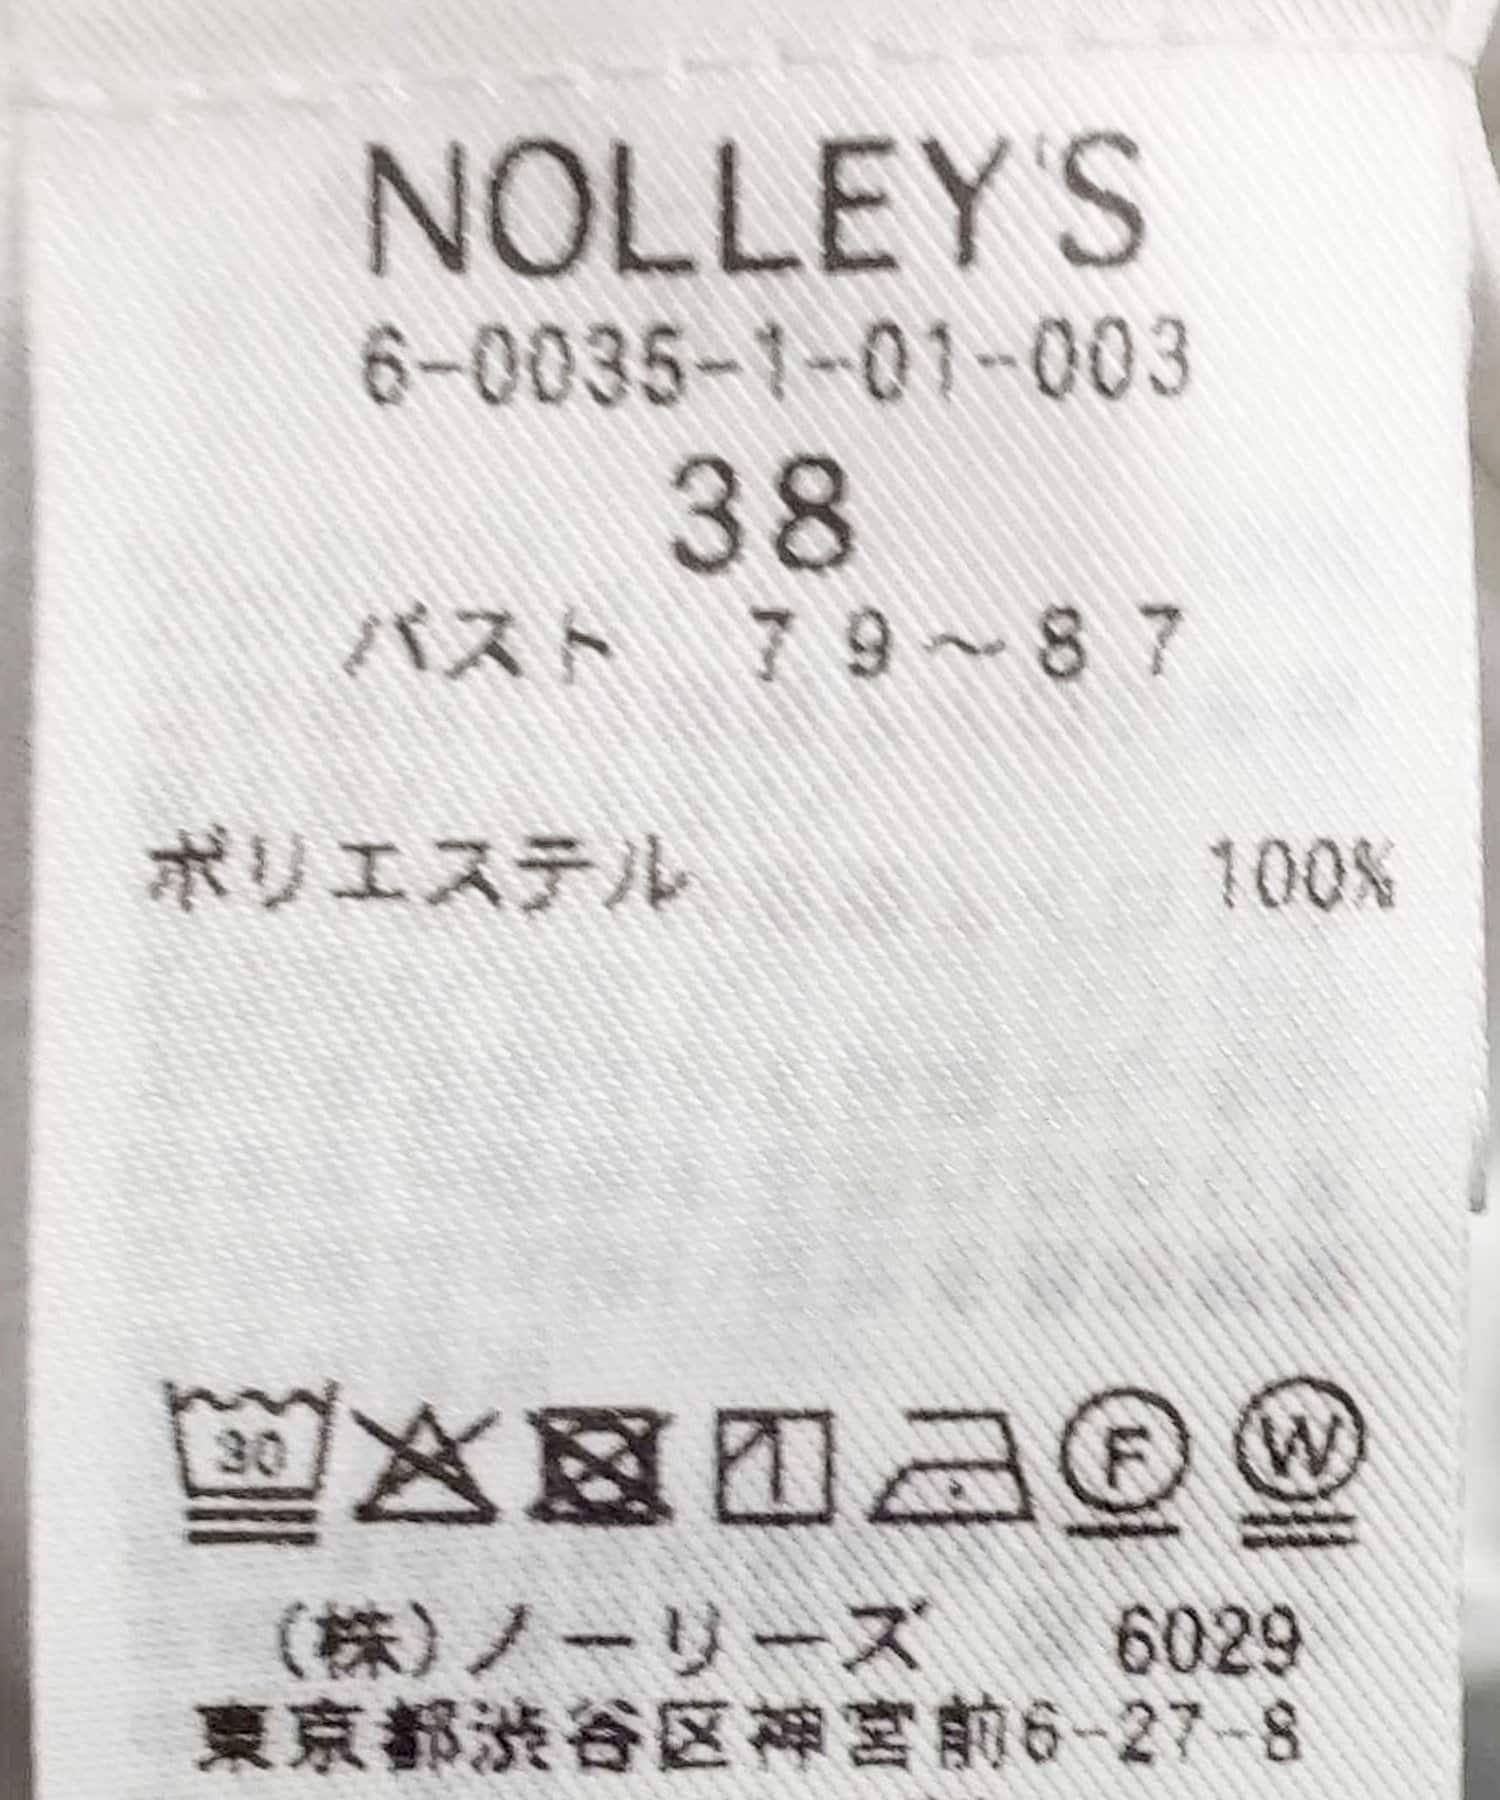 NOLLEY'S
6-0035-1-01-003
38
バスト 79～87
ポリエステル 100%
30 F W
(株)ノーリーズ 6029
東京都渋谷区神宮前6-27-8